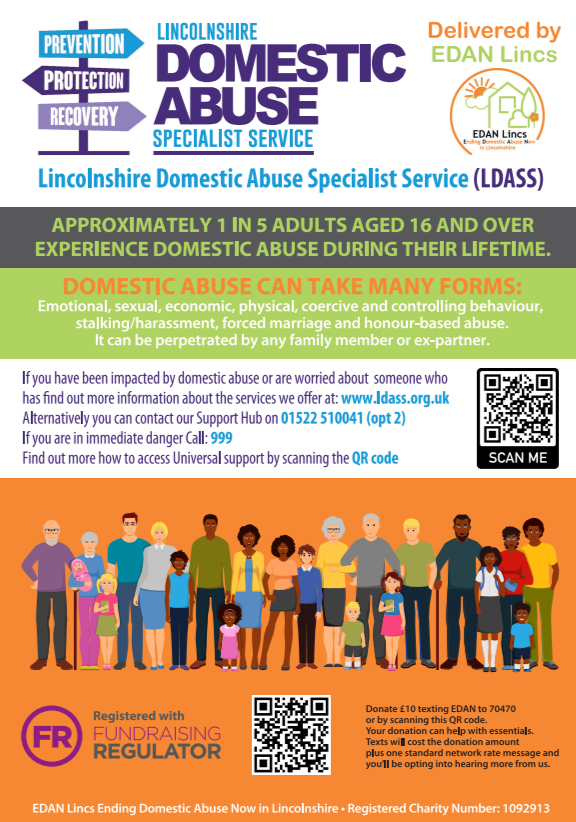 PREVENTION
PROTECTION
RECOVERY
LINCOLNSHIRE
DOMESTIC
ABUSE
SPECIALIST SERVICE
Delivered by
EDAN Lincs
EDAN Lincs
Ending Domestic Abuse Now
in Lincolnshire
Lincolnshire Domestic Abuse Specialist Service (LDASS)
APPROXIMATELY 1 IN 5 ADULTS AGED 16 AND OVER
EXPERIENCE DOMESTIC ABUSE DURING THEIR LIFETIME.
DOMESTIC ABUSE CAN TAKE MANY FORMS:
Emotional, sexual, economic, physical, coercive and controlling behaviour,
stalking/harassment, forced marriage and honour-based abuse.
It can be perpetrated by any family member or ex-partner.
If you have been impacted by domestic abuse or are worried about someone who
has find out more information about the services we offer at: www.ldass.org.uk
Alternatively you can contact our Support Hub on 01522 510041 (opt 2)
If you are in immediate danger Call: 999
Find out more how to access Universal support by scanning the QR code
SCAN ME
FR
Registered with
FUNDRAISING
REGULATOR
Donate £10 texting EDAN to 70470
or by scanning this QR code.
Your donation can help with essentials.
Texts will cost the donation amount
plus one standard network rate message and
you'll be opting into hearing more from us.
EDAN Lincs Ending Domestic Abuse Now in Lincolnshire • Registered Charity Number: 1092913